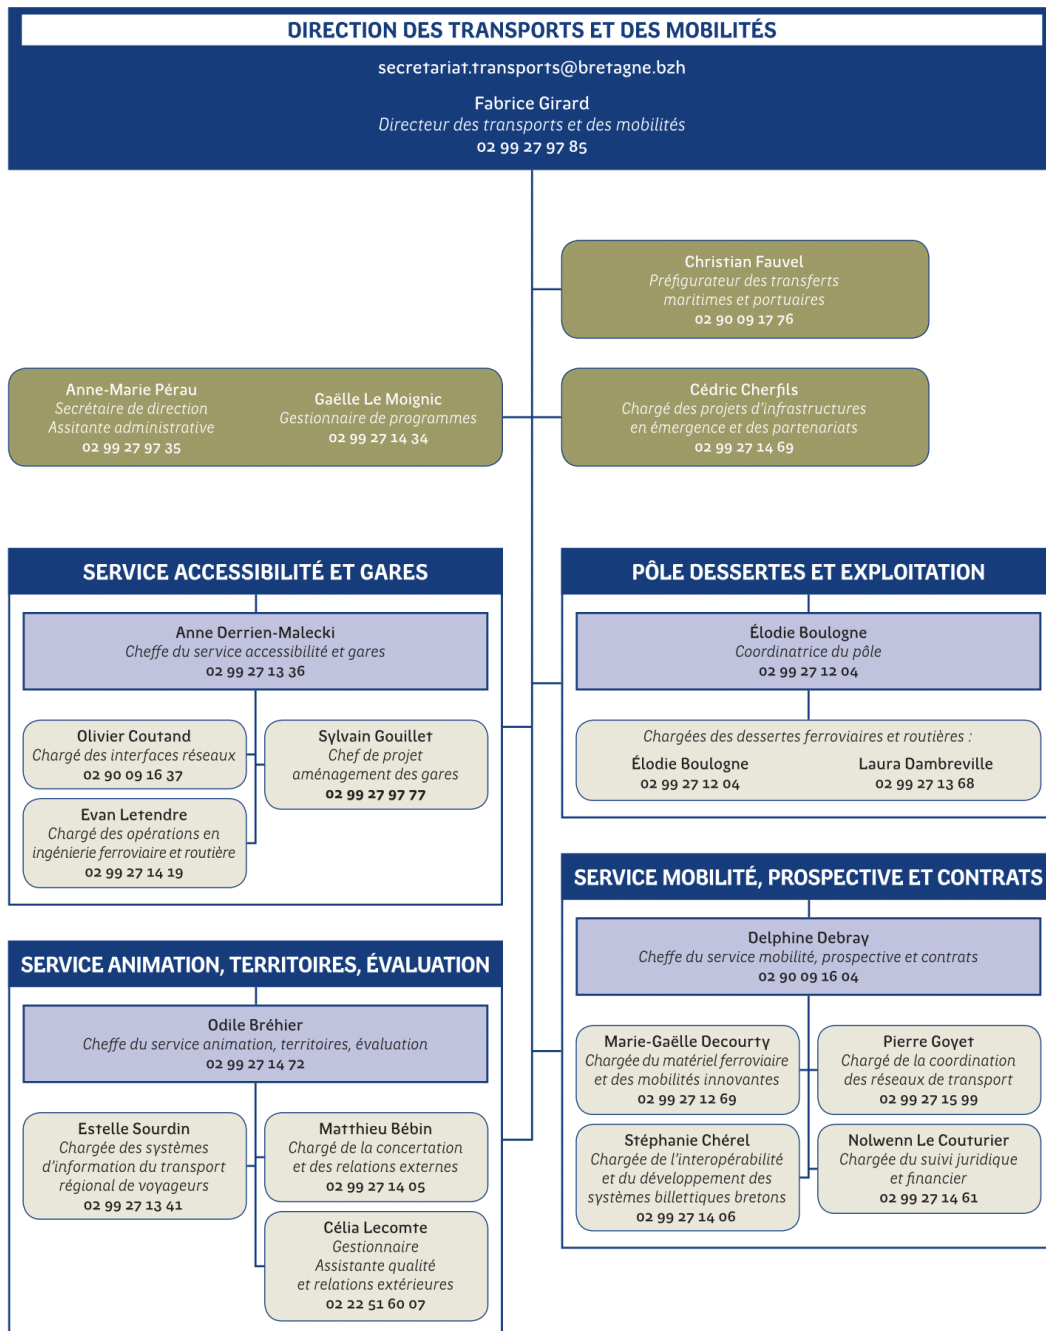 DIRECTION DES TRANSPORTS ET DES MOBILITÉS
secretariat.transports@bretagne.bzh
Fabrice Girard
Directeur des transports et des mobilités
02 99 27 97 85
Christian Fauvel
Préfigurateur des transferts
maritimes et portuaires
02 90 09 17 76
Anne-Marie Pérau
Secrétaire de direction
Assitante administrative
02 99 27 97 35
Gaëlle Le Moignic
Gestionnaire de programmes
02 99 27 14 34
Cédric Cherfils
Chargé des projets d'infrastructures
en émergence et des partenariats
02 99 27 14 69
SERVICE ACCESSIBILITÉ ET GARES
Anne Derrien-Malecki
Cheffe du service accessibilité et gares
02 99 27 13 36
Olivier Coutand
Chargé des interfaces réseaux
02 90 09 16 37
Sylvain Gouillet
Chef de projet
aménagement des gares
02 99 27 97 77
Evan Letendre
Chargé des opérations en
ingénierie ferroviaire et routière
02 99 27 14 19
PÔLE DESSERTES ET EXPLOITATION
Élodie Boulogne
Coordinatrice du pôle
02 99 27 12 04
Chargées des dessertes ferroviaires et routières :
Élodie Boulogne
02 99 27 12 04
Laura Dambreville
02 99 27 13 68
SERVICE ANIMATION, TERRITOIRES, ÉVALUATION
Odile Bréhier
Cheffe du service animation, territoires, évaluation
02 99 27 14 72
Estelle Sourdin
Chargée des systèmes
d'information du transport
régional de voyageurs
02 99 27 13 41
Matthieu Bébin
Chargé de la concertation
et des relations externes
02 99 27 14 05
Célia Lecomte
Gestionnaire
Assistante qualité
et relations extérieures
02 22 51 60 07
SERVICE MOBILITÉ, PROSPECTIVE ET CONTRATS
Delphine Debray
Cheffe du service mobilité, prospective et contrats
02 90 09 16 04
Marie-Gaëlle Decourty
Chargée du matériel ferroviaire
et des mobilités innovantes
02 99 27 12 69
Pierre Goyet
Chargé de la coordination
des réseaux de transport
02 99 27 15 99
Stéphanie Chérel
Chargée de l'interopérabilité
et du développement des
systèmes billettiques bretons
02 99 27 14 06
Nolwenn Le Couturier
Chargée du suivi juridique
et financier
02 99 27 14 61